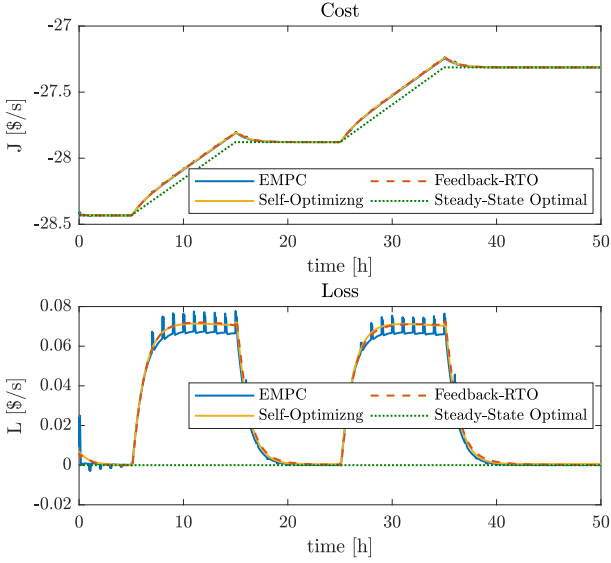 Cost
-27
-27.5
-28
-28.5
J [$/s]
EMPC
Feedback-RTO
Self-Optimizng
Steady-State Optimal
0 10 20 30 40 50
time [h]
Loss
0.08
0.06
0.04
0.02
0
-0.02
L [$/s]
EMPC
Feedback-RTO
Self-Optimizng
Steady-State Optimal
0 10 20 30 40 50
time [h]